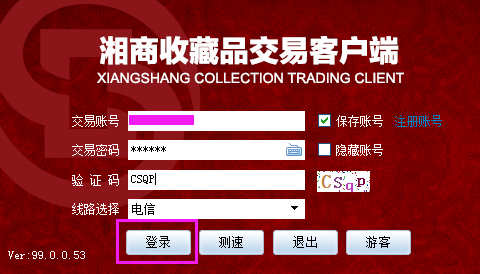 湘商收藏品交易客户端
XIANGSHANG COLLECTION TRADING CLIENT
交易账号 保存账号 注册账号
交易密码 ****** 隐藏账号
验 证 码 CSQP CSqP
线路选择 电信
登录 测速 退出 游客
Ver:99.0.0.53